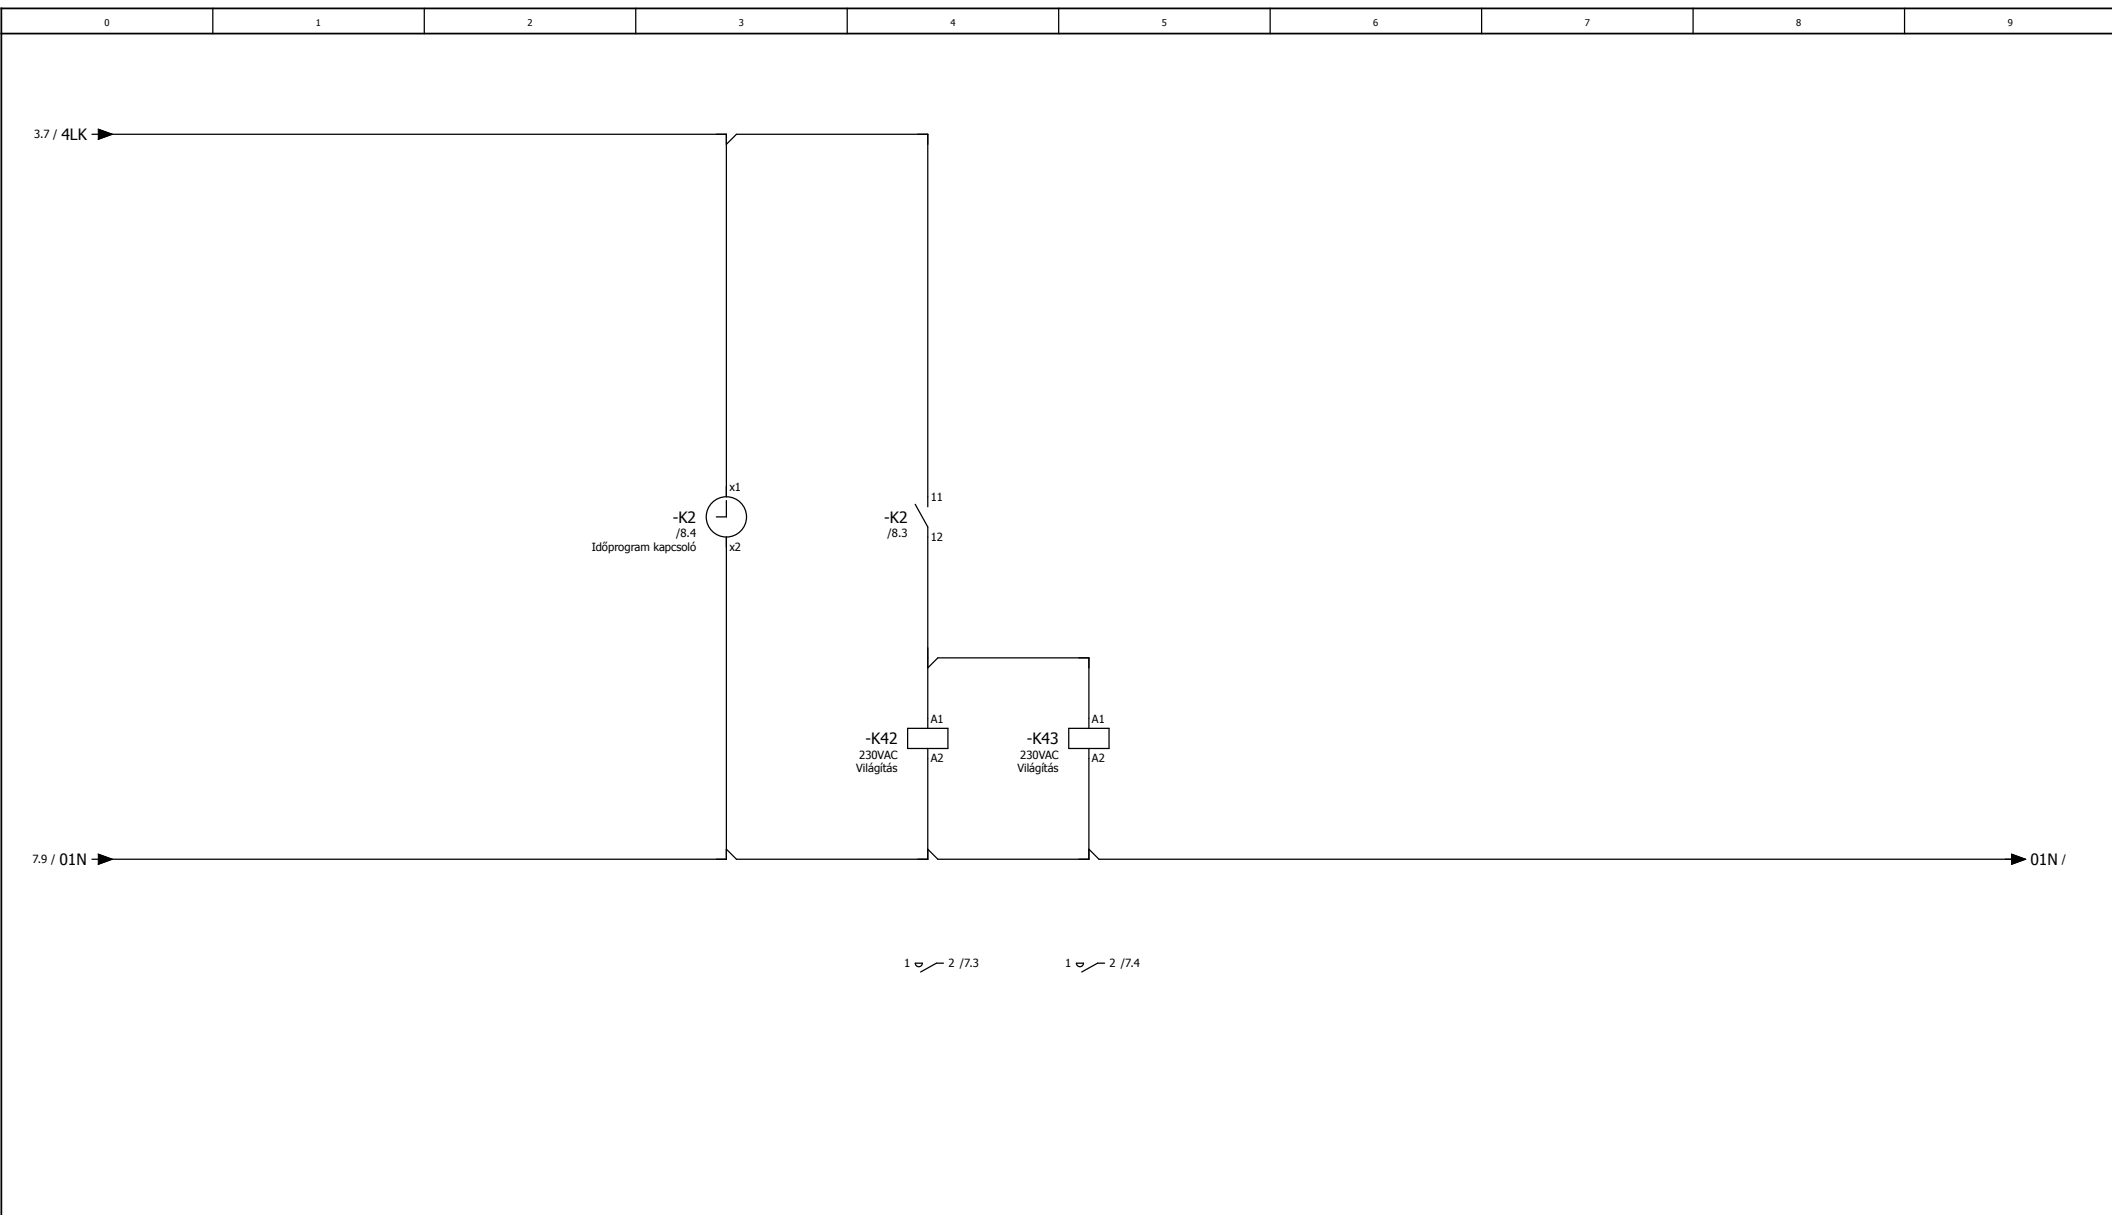 0 1 2 3 4 5 6 7 8 9
3.7 / 4LK
x1
-K2
/8.4
Időprogram kapcsoló
x2
11
-K2
/8.3
12
A1
-K42
230VAC
Világítás
A2
A1
-K43
230VAC
Világítás
A2
7.9 / 01N
01N /
1 2 /7.3
1 2 /7.4